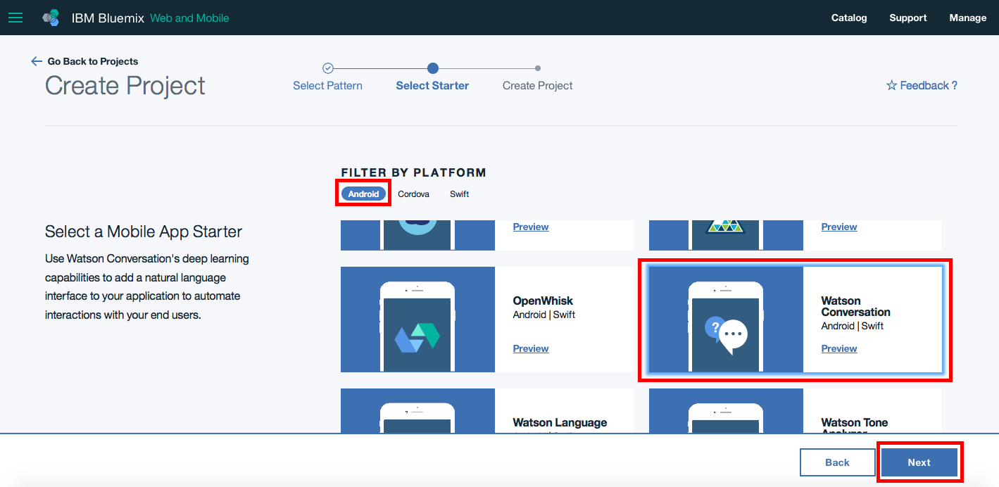 IBM Bluemix Web and Mobile
Catalog
Support
Manage
Go Back to Projects
Create Project
Select Pattern
Select Starter
Create Project
Feedback ?
FILTER BY PLATFORM
Android
Cordova
Swift
Select a Mobile App Starter
Use Watson Conversation's deep learning
capabilities to add a natural language
interface to your application to automate
interactions with your end users.
Preview
Preview
OpenWhisk
Android | Swift
Preview
?
Watson
Conversation
Android | Swift
Preview
Watson Language
Watson Tone
Analyzer
Back
Next